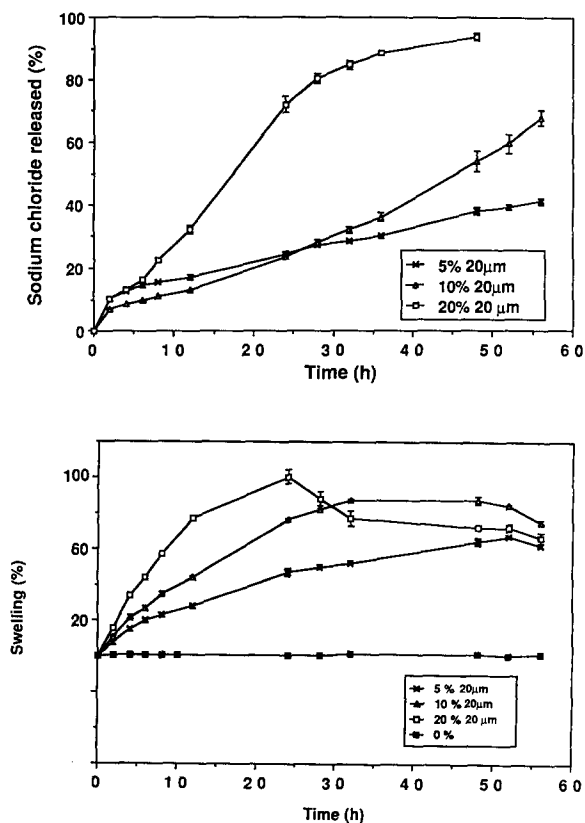 Sodium chloride released (%)
100
80
60
40
20
0
5% 20µm
10% 20µm
20% 20 µm
0 10 20 30 40 50 60
Time (h)
Swelling (%)
100
60
20
5 % 20µm
10 % 20µm
20 % 20 µm
0 %
0 10 20 30 40 50 60
Time (h)